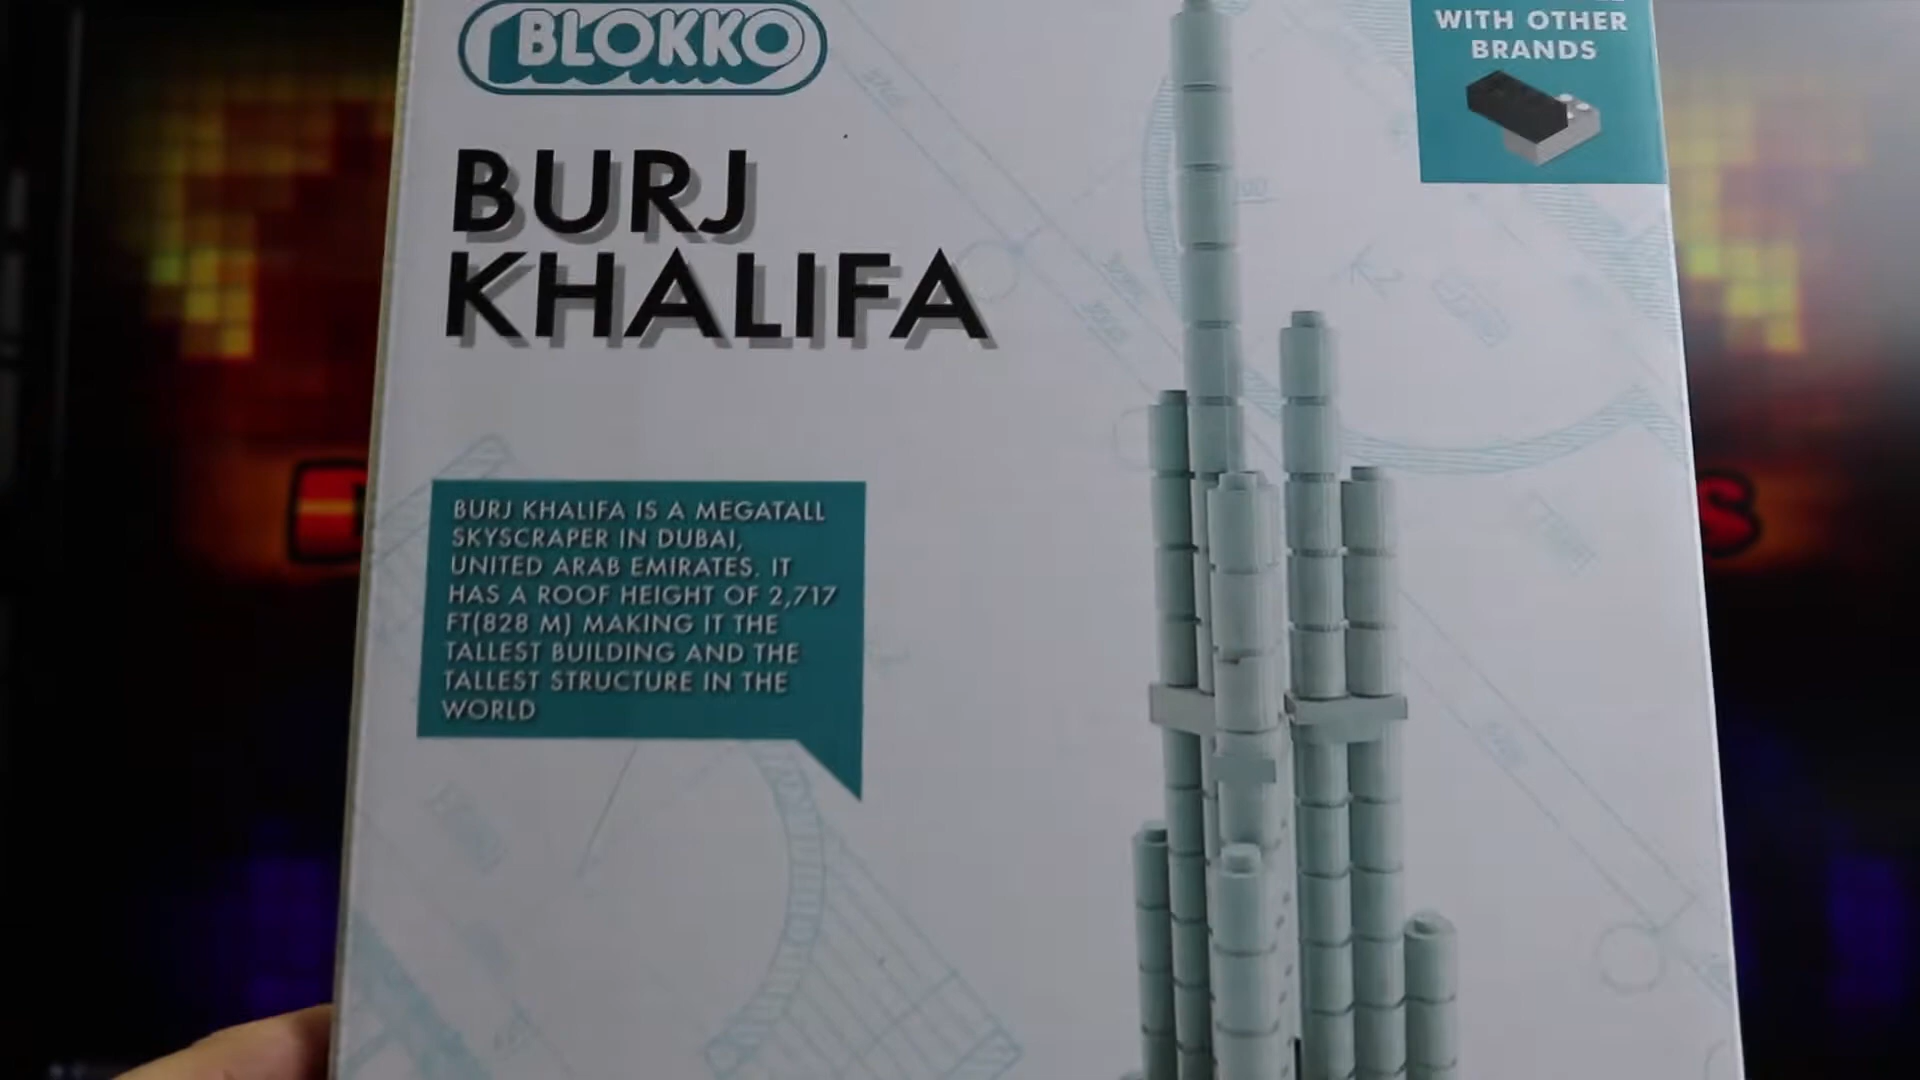 BLOKKO
WITH OTHER
BRANDS
BURJ
KHALIFA
BURJ KHALIFA IS A MEGATALL
SKYSCRAPER IN DUBAI,
UNITED ARAB EMIRATES. IT
HAS A ROOF HEIGHT OF 2,717
FT(828 M) MAKING IT THE
TALLEST BUILDING AND THE
TALLEST STRUCTURE IN THE
WORLD